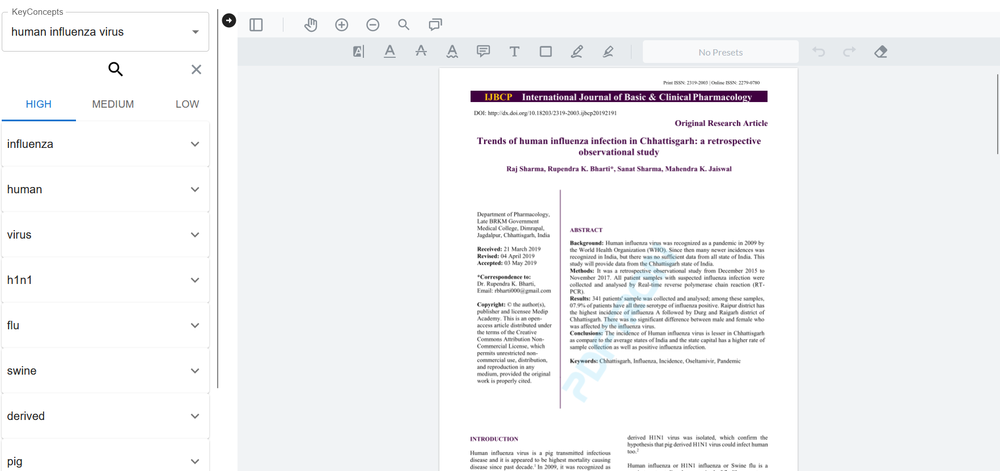 KeyConcepts
human influenza virus
HIGH MEDIUM LOW
influenza
human
virus
h1n1
flu
swine
derived
pig
No Presets
Print ISSN: 2319-2003 | Online ISSN: 2279-0780
IJBCP International Journal of Basic & Clinical Pharmacology
DOI: http://dx.doi.org/10.18203/2319-2003.ijbcp20192191
Original Research Article
Trends of human influenza infection in Chhattisgarh: a retrospective
observational study
Raj Sharma, Rupendra K. Bharti*, Sanat Sharma, Mahendra K. Jaiswal
Department of Pharmacology,
Late BRKM Government
Medical College, Dimrapal,
Jagdalpur, Chhattisgarh, India
Received: 21 March 2019
Revised: 04 April 2019
Accepted: 03 May 2019
*Correspondence to:
Dr. Rupendra K. Bharti,
Email: rbharti000@gmail.com
Copyright: © the author(s),
publisher and licensee Medip
Academy. This is an open-
access article distributed under
the terms of the Creative
Commons Attribution Non-
Commercial License, which
permits unrestricted non-
commercial use, distribution,
and reproduction in any
medium, provided the original
work is properly cited.
ABSTRACT
Background: Human influenza virus was recognized as a pandemic in 2009 by
the World Health Organization (WHO). Since then many newer incidences was
recognized in India, but there was no sufficient data from all state of India. This
study will provide data from the Chhattisgarh state of India.
Methods: It was a retrospective observational study from December 2015 to
November 2017. All patient samples with suspected influenza infection were
collected and analysed by Real-time reverse polymerase chain reaction (RT-
PCR).
Results: 341 patients' sample was collected and analysed; among these samples,
07.9% of patients have all three serotype of influenza positive. Raipur district has
the highest incidence of influenza A followed by Durg and Raigarh district of
Chhattisgarh. There was no significant difference between male and female who
was affected by the influenza virus.
Conclusions: The incidence of Human influenza virus is lesser in Chhattisgarh
as compare to the average states of India and the state capital has a higher rate of
sample collection as well as positive influenza infection.
Keywords: Chhattisgarh, Influenza, Incidence, Oseltamivir, Pandemic
PDFTRON
INTRODUCTION
Human influenza virus is a pig transmitted infectious
disease and it is appeared to be highest mortality causing
disease since past decade.1 In 2009, it was recognized as
derived H1N1 virus was isolated, which confirm the
hypothesis that pig derived H1N1 virus could infect human
too.2
Human influenza or H1N1 influenza or Swine flu is a